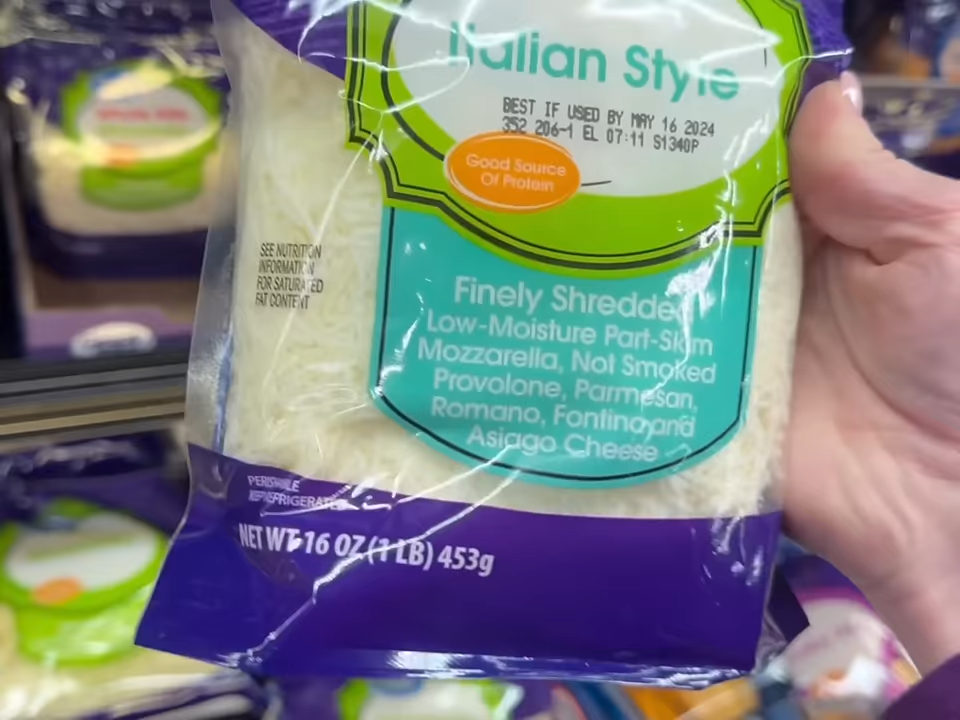 Italian Style
BEST IF USED BY MAY 16 2024
352 206-1 EL 07:11 S1340P
Good Source
Of Protein
SEE NUTRITION
INFORMATION
FOR SATURATED
FAT CONTENT
Finely Shredded
Low-Moisture Part-Skim
Mozzarella, Not Smoked
Provolone, Parmesan,
Romano, Fontina and
Asiago Cheese
PERISHABLE
KEEP REFRIGERATED
NET WT 16 OZ (1 LB) 453g